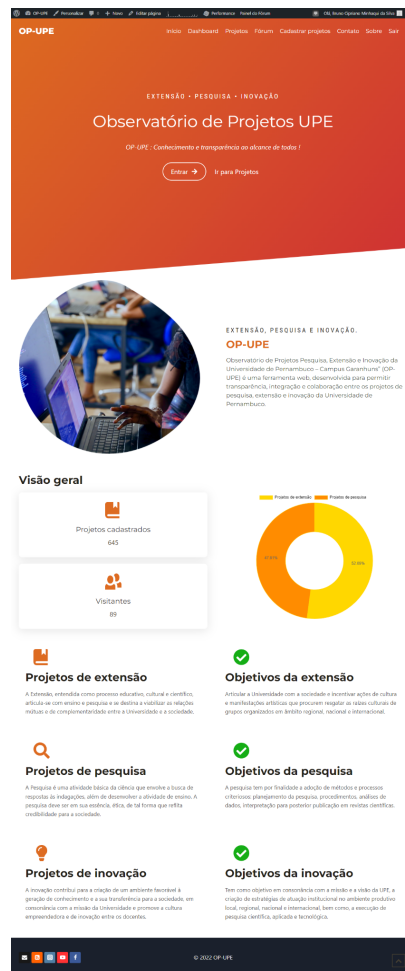 OP-UPE Personalizar 1 + Novo Editar página Performance Painel do Fórum Olá, Bruno Cipriano Minhaqui da Silva
OP-UPE Início Dashboard Projetos Fórum Cadastrar projetos Contato Sobre Sair
EXTENSÃO • PESQUISA • INOVAÇÃO
Observatório de Projetos UPE
OP-UPE : Conhecimento e transparência ao alcance de todos !
Entrar → Ir para Projetos
EXTENSÃO, PESQUISA E INOVAÇÃO.
OP-UPE
Observatório de Projetos Pesquisa, Extensão e Inovação da
Universidade de Pernambuco – Campus Garanhuns" (OP-
UPE) é uma ferramenta web, desenvolvida para permitir
transparência, integração e colaboração entre os projetos de
pesquisa, extensão e inovação da Universidade de
Pernambuco.
Visão geral
Projetos cadastrados
645
Visitantes
89
Projetos de extensão Projetos de pesquisa
Projetos de extensão
A Extensão, entendida como processo educativo, cultural e científico,
articula-se com ensino e pesquisa e se destina a viabilizar as relações
mútuas e de complementaridade entre a Universidade e a sociedade.
Objetivos da extensão
Articular a Universidade com a sociedade e incentivar ações de cultura
e manifestações artísticas que procurem resgatar as raízes culturais de
grupos organizados em âmbito regional, nacional e internacional.
Projetos de pesquisa
A Pesquisa é uma atividade básica da ciência que envolve a busca de
respostas às indagações, além de desenvolver a atividade de ensino. A
pesquisa deve ser em sua essência, ética, de tal forma que reflita
credibilidade para a sociedade.
Objetivos da pesquisa
A pesquisa tem por finalidade a adoção de métodos e processos
criteriosos: planejamento da pesquisa, procedimentos, análises de
dados, interpretação para posterior publicação em revistas científicas.
Projetos de inovação
A inovação contribui para a criação de um ambiente favorável à
geração de conhecimento e a sua transferência para a sociedade, em
consonância com a missão da Universidade e promove a cultura
empreendedora e de inovação entre os docentes.
Objetivos da inovação
Tem como objetivo em consonância com a missão e a visão da UPE, a
criação de estratégias de atuação institucional no ambiente produtivo
local, regional, nacional e internacional, bem como, a execução de
pesquisa científica, aplicada e tecnológica.
© 2022 OP-UPE